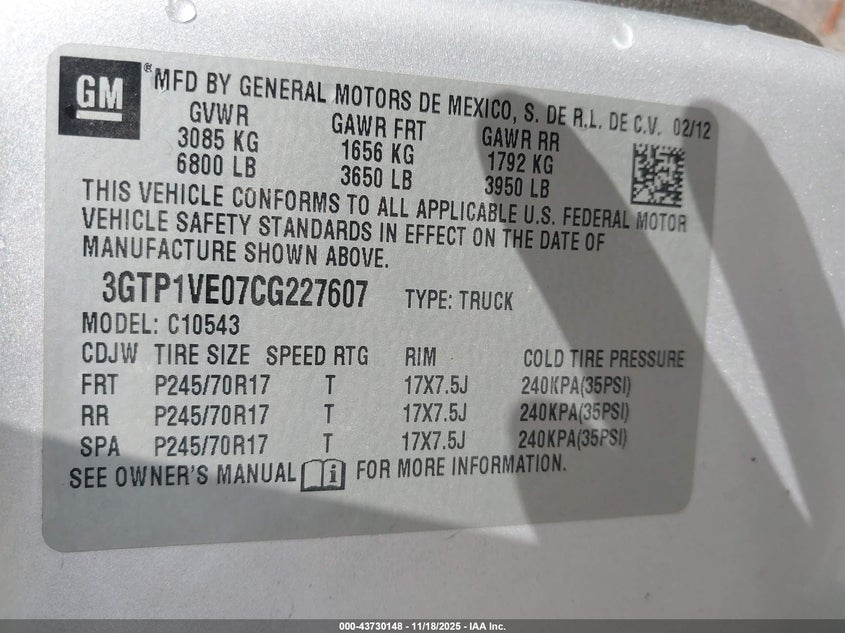 GM
® MFD BY GENERAL MOTORS DE MEXICO, S. DE R.L. DE C.V. 02/12
GVWR GAWR FRT GAWR RR
3085 KG 1656 KG 1792 KG
6800 LB 3650 LB 3950 LB
THIS VEHICLE CONFORMS TO ALL APPLICABLE U.S. FEDERAL MOTOR
VEHICLE SAFETY STANDARDS IN EFFECT ON THE DATE OF
MANUFACTURE SHOWN ABOVE.
3GTP1VE07CG227607 TYPE: TRUCK
MODEL: C10543
CDJW TIRE SIZE SPEED RTG RIM COLD TIRE PRESSURE
FRT P245/70R17 T 17X7.5J 240KPA(35PSI)
RR P245/70R17 T 17X7.5J 240KPA(35PSI)
SPA P245/70R17 T 17X7.5J 240KPA(35PSI)
SEE OWNER'S MANUAL i FOR MORE INFORMATION.
000-43730148 - 11/18/2025 - IAA Inc.